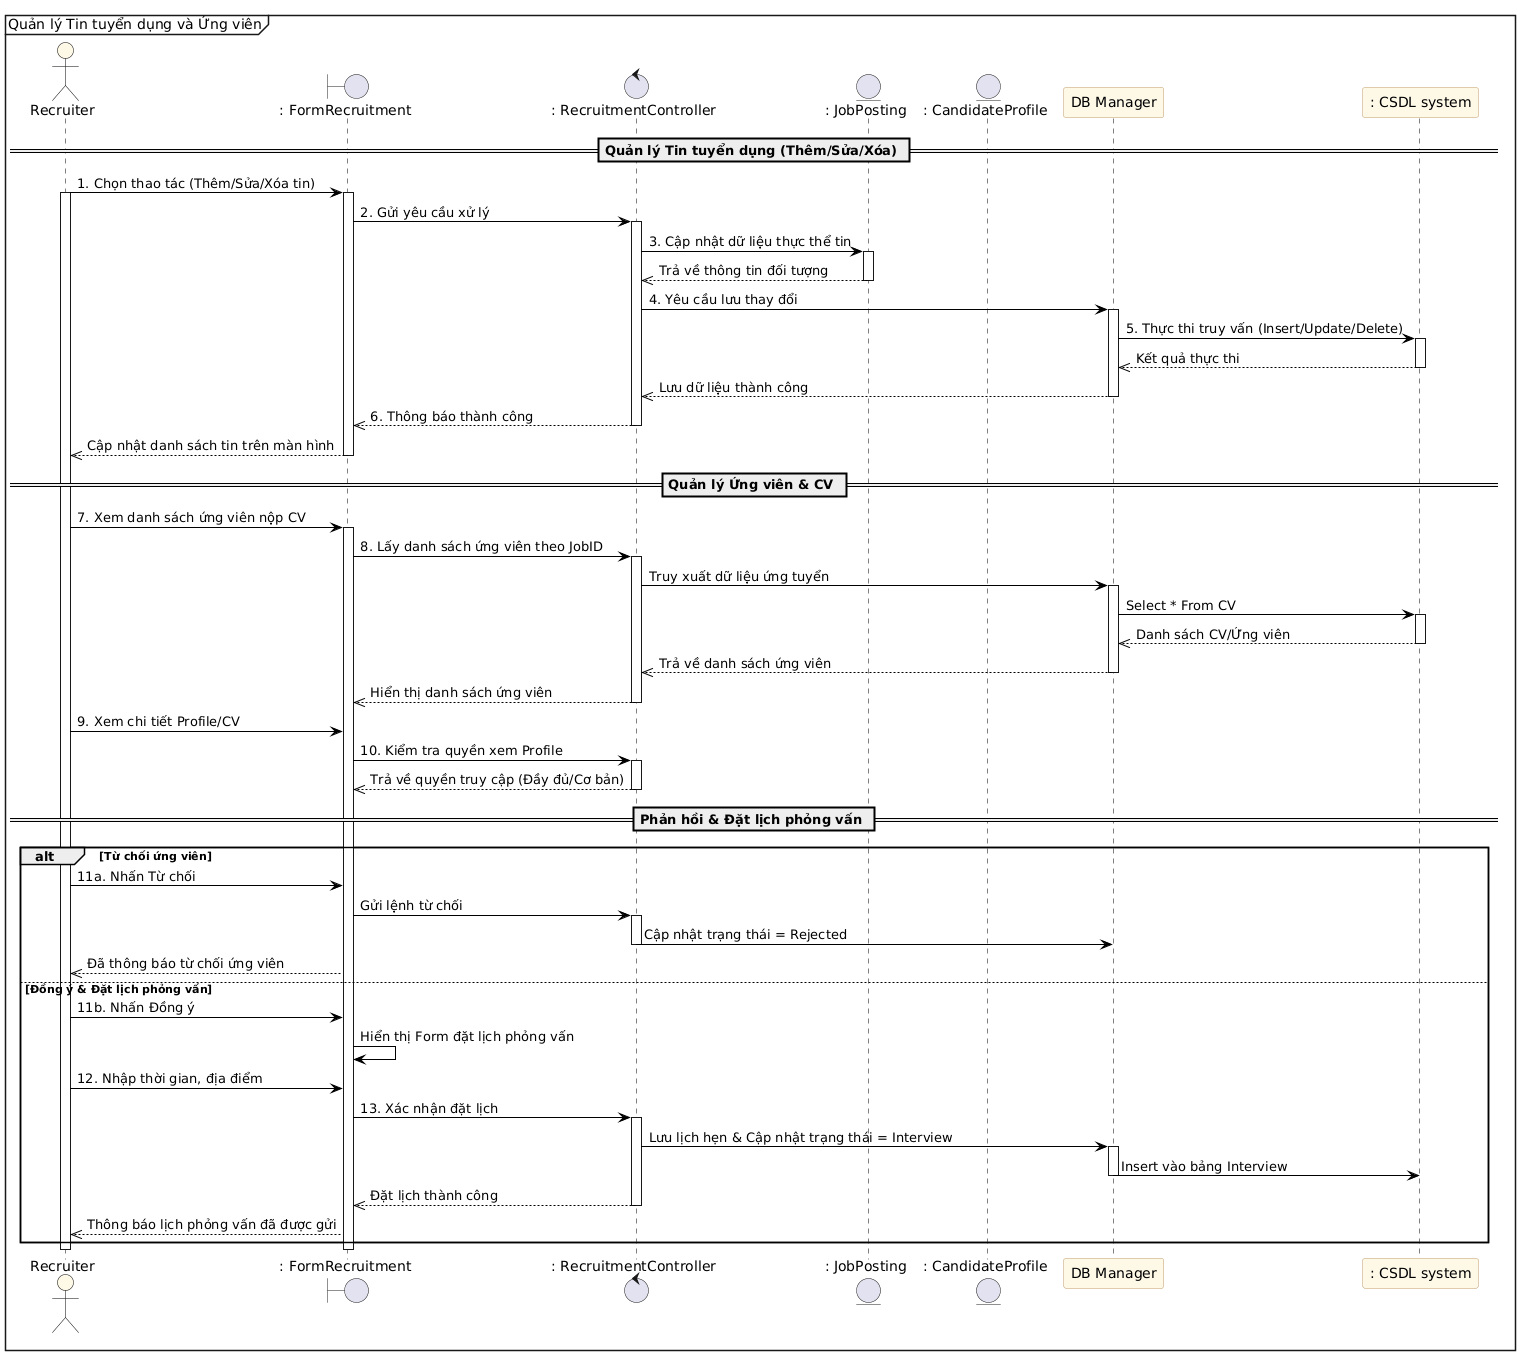 Quản lý Tin tuyển dụng và Ứng viên
Recruiter
: FormRecruitment
: RecruitmentController
: JobPosting
: CandidateProfile
DB Manager
: CSDL system
Quản lý Tin tuyển dụng (Thêm/Sửa/Xóa)
1. Chọn thao tác (Thêm/Sửa/Xóa tin)
2. Gửi yêu cầu xử lý
3. Cập nhật dữ liệu thực thể tin
Trả về thông tin đối tượng
4. Yêu cầu lưu thay đổi
5. Thực thi truy vấn (Insert/Update/Delete)
Kết quả thực thi
Lưu dữ liệu thành công
6. Thông báo thành công
Cập nhật danh sách tin trên màn hình
Quản lý Ứng viên & CV
7. Xem danh sách ứng viên nộp CV
8. Lấy danh sách ứng viên theo JobID
Truy xuất dữ liệu ứng tuyển
Select * From CV
Danh sách CV/Ứng viên
Trả về danh sách ứng viên
Hiển thị danh sách ứng viên
9. Xem chi tiết Profile/CV
10. Kiểm tra quyền xem Profile
Trả về quyền truy cập (Đầy đủ/Cơ bản)
Phản hồi & Đặt lịch phỏng vấn
alt
[Từ chối ứng viên]
11a. Nhấn Từ chối
Gửi lệnh từ chối
Cập nhật trạng thái = Rejected
Đã thông báo từ chối ứng viên
[Đồng ý & Đặt lịch phỏng vấn]
11b. Nhấn Đồng ý
Hiển thị Form đặt lịch phỏng vấn
12. Nhập thời gian, địa điểm
13. Xác nhận đặt lịch
Lưu lịch hẹn & Cập nhật trạng thái = Interview
Insert vào bảng Interview
Đặt lịch thành công
Thông báo lịch phỏng vấn đã được gửi
Recruiter
: FormRecruitment
: RecruitmentController
: JobPosting
: CandidateProfile
DB Manager
: CSDL system